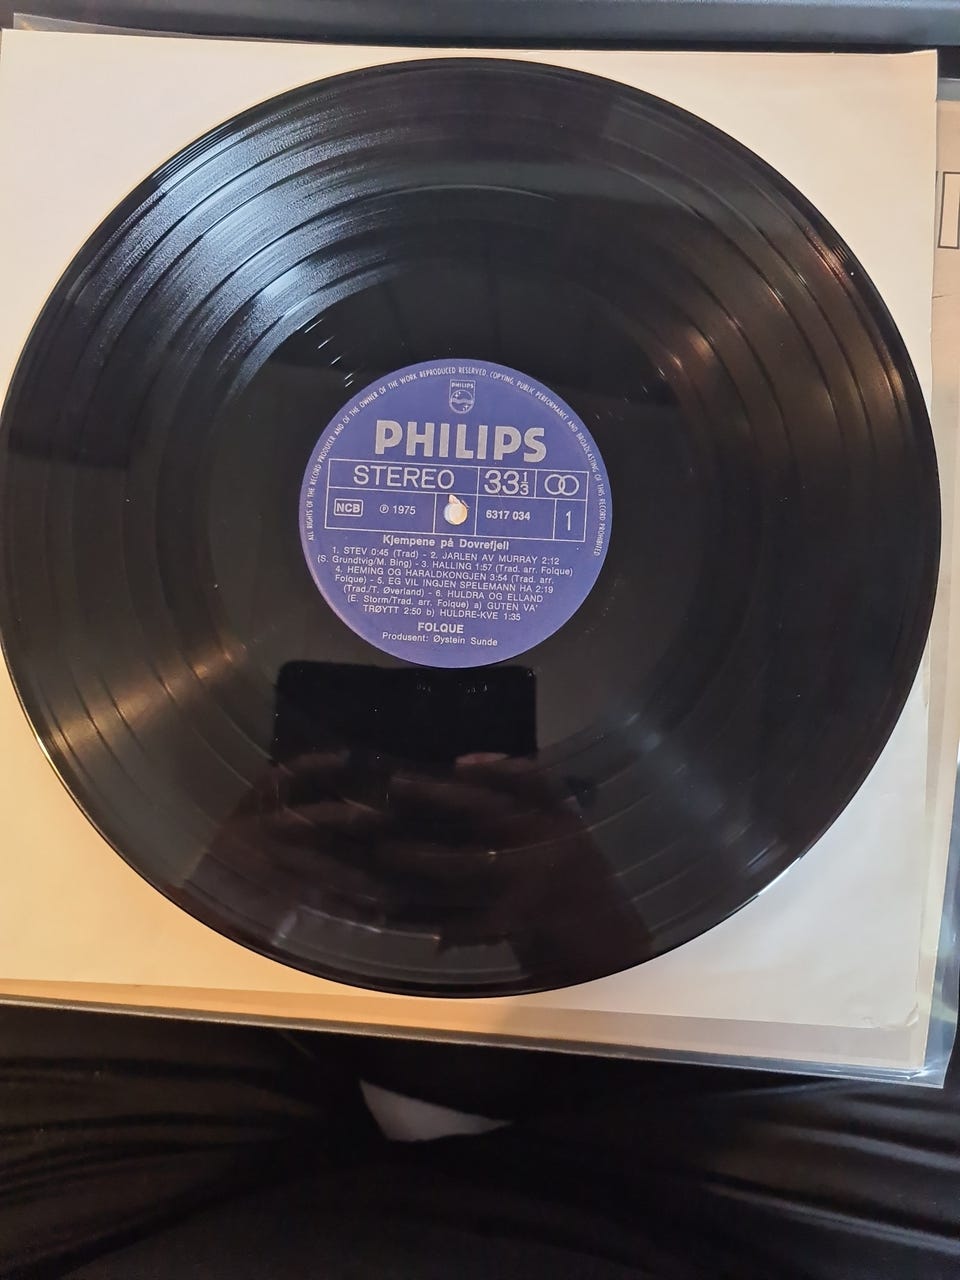 ALL RIGHTS OF THE RECORD PRODUCER AND OF THE OWNER OF THE WORK REPRODUCED RESERVED. COPYING, PUBLIC PERFORMANCE AND BROADCASTING OF THIS RECORD PROHIBITED
PHILIPS
PHILIPS
STEREO 33 1/3
NCB ℗ 1975 6317 034 1
Kjempene på Dovrefjell
1. STEV 0:45 (Trad) - 2. JARLEN AV MURRAY 2:12
(S. Grundtvig/M. Bing) - 3. HALLING 1:57 (Trad. arr. Folque)
4. HEMING OG HARALDKONGJEN 3:54 (Trad. arr.
Folque) - 5. EG VIL INGJEN SPELEMANN HA 2:19
(Trad./T. Øverland) - 6. HULDRA OG ELLAND
(E. Storm/Trad. arr. Folque) a) GUTEN VA'
TRØYTT 2:50 b) HULDRE-KVE 1:35
FOLQUE
Produsent: Øystein Sunde